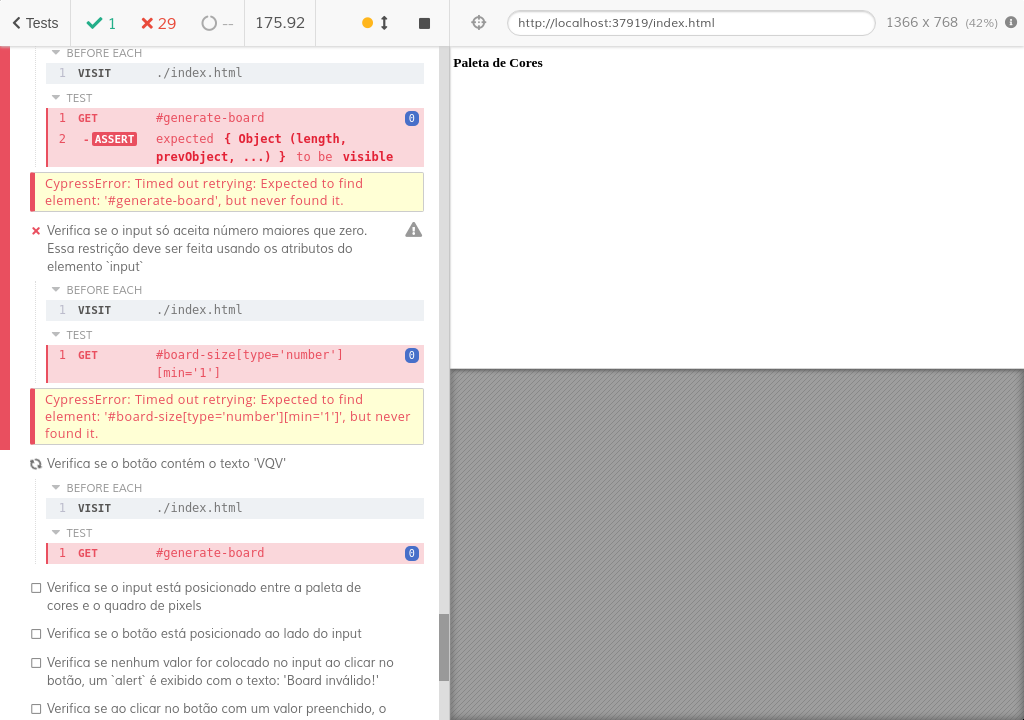 Tests
1
29
--
175.92
http://localhost:37919/index.html
1366 x 768 (42%)
BEFORE EACH
1 VISIT ./index.html
TEST
1 GET #generate-board 0
2 - ASSERT expected { Object (length,
prevObject, ...) } to be visible
CypressError: Timed out retrying: Expected to find
element: '#generate-board', but never found it.
Verifica se o input só aceita número maiores que zero.
Essa restrição deve ser feita usando os atributos do
elemento `input`
BEFORE EACH
1 VISIT ./index.html
TEST
1 GET #board-size[type='number'] 0
[min='1']
CypressError: Timed out retrying: Expected to find
element: '#board-size[type='number'][min='1']', but never
found it.
Verifica se o botão contém o texto 'VQV'
BEFORE EACH
1 VISIT ./index.html
TEST
1 GET #generate-board 0
Verifica se o input está posicionado entre a paleta de
cores e o quadro de pixels
Verifica se o botão está posicionado ao lado do input
Verifica se nenhum valor for colocado no input ao clicar no
botão, um `alert` é exibido com o texto: 'Board inválido!'
Verifica se ao clicar no botão com um valor preenchido, o
Paleta de Cores